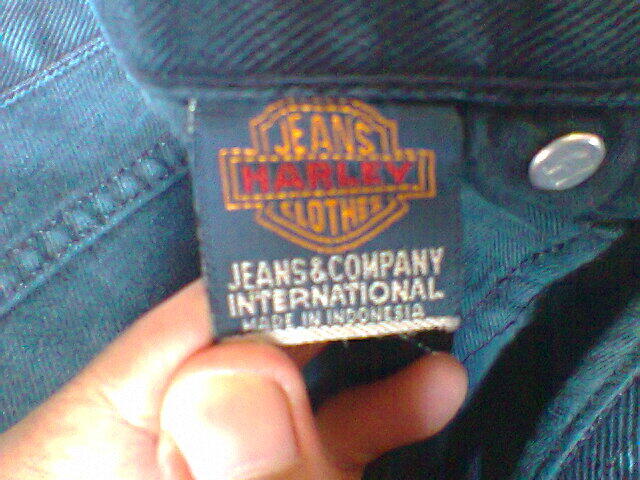 JEANS
HARLEY
CLOTHES
JEANS & COMPANY
INTERNATIONAL
MADE IN INDONESIA